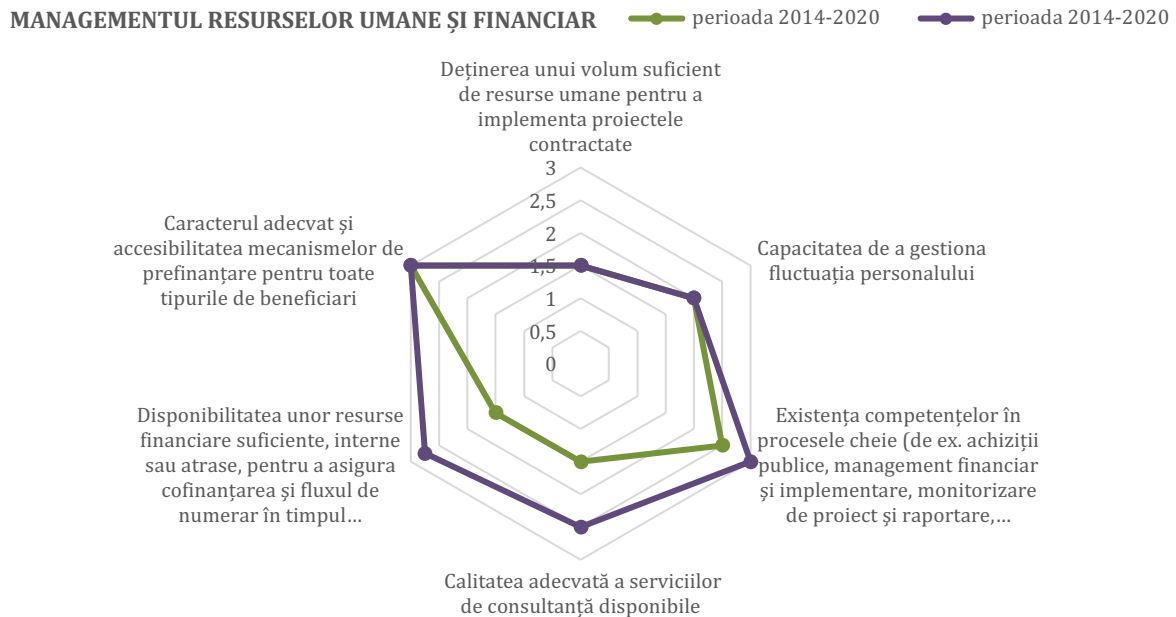 MANAGEMENTUL RESURSELOR UMANE ȘI FINANCIAR
perioada 2014-2020
perioada 2014-2020
Deținerea unui volum suficient
de resurse umane pentru a
implementa proiectele
contractate
3
2,5
2
1,5
1
0,5
0
Capacitatea de a gestiona
fluctuația personalului
Existența competențelor în
procesele cheie (de ex. achiziții
publice, management financiar
și implementare, monitorizare
de proiect și raportare,…
Calitatea adecvată a serviciilor
de consultanță disponibile
Disponibilitatea unor resurse
financiare suficiente, interne
sau atrase, pentru a asigura
cofinanțarea și fluxul de
numerar în timpul…
Caracterul adecvat și
accesibilitatea mecanismelor de
prefinanțare pentru toate
tipurile de beneficiari